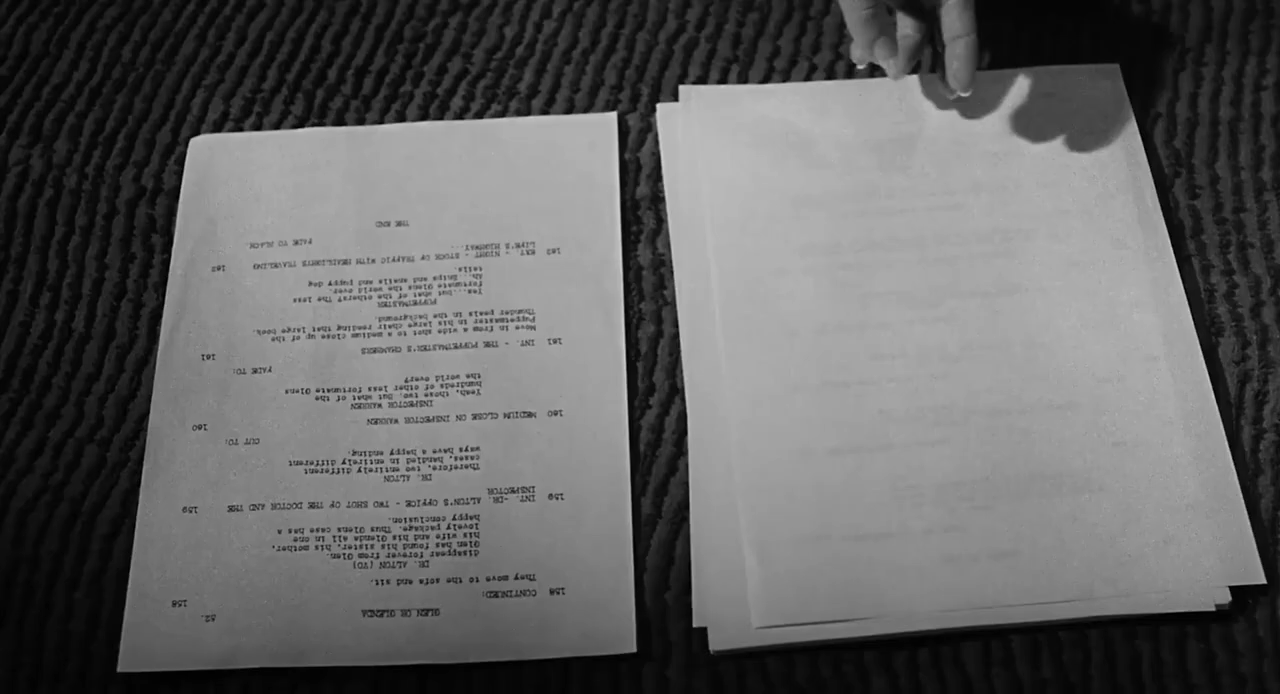 GLEN OR GLENDA
158 CONTINUED: 158
They move to the sofa and sit.
DR. ALTON (VO)
disappear forever from Glen.
Glen has found his sister, his mother,
his wife and his Glenda all in one
lovely package. Thus Glens case has a
happy conclusion.
159 INT. -DR. ALTON'S OFFICE - TWO SHOT OF THE DOCTOR AND THE 159
INSPECTOR
DR. ALTON
Therefore, two entirely different
cases, handled in entirely different
ways have a happy ending.
CUT TO:
160 MEDIUM CLOSE ON INSPECTOR WARREN 160
INSPECTOR WARREN
Yeah, those two. But what of the
hundreds of other less fortunate Glens
the world over?
FADE TO:
161 INT. - THE PUPPETMASTER'S CHAMBERS 161
Move in from a wide shot to a medium close up of the
Puppetmaster in his large chair reading that large book.
Thunder peals in the background.
PUPPETMASTER
Yes...but what of the others? The less
fortunate Glens the world over.
Ah...Snips and snails and puppy dog
tails.
162 EXT. - NIGHT - STOCK OF TRAFFIC WITH HEADLIGHTS TRAVELING 162
LIFE'S HIGHWAY...
FADE TO BLACK.
THE END